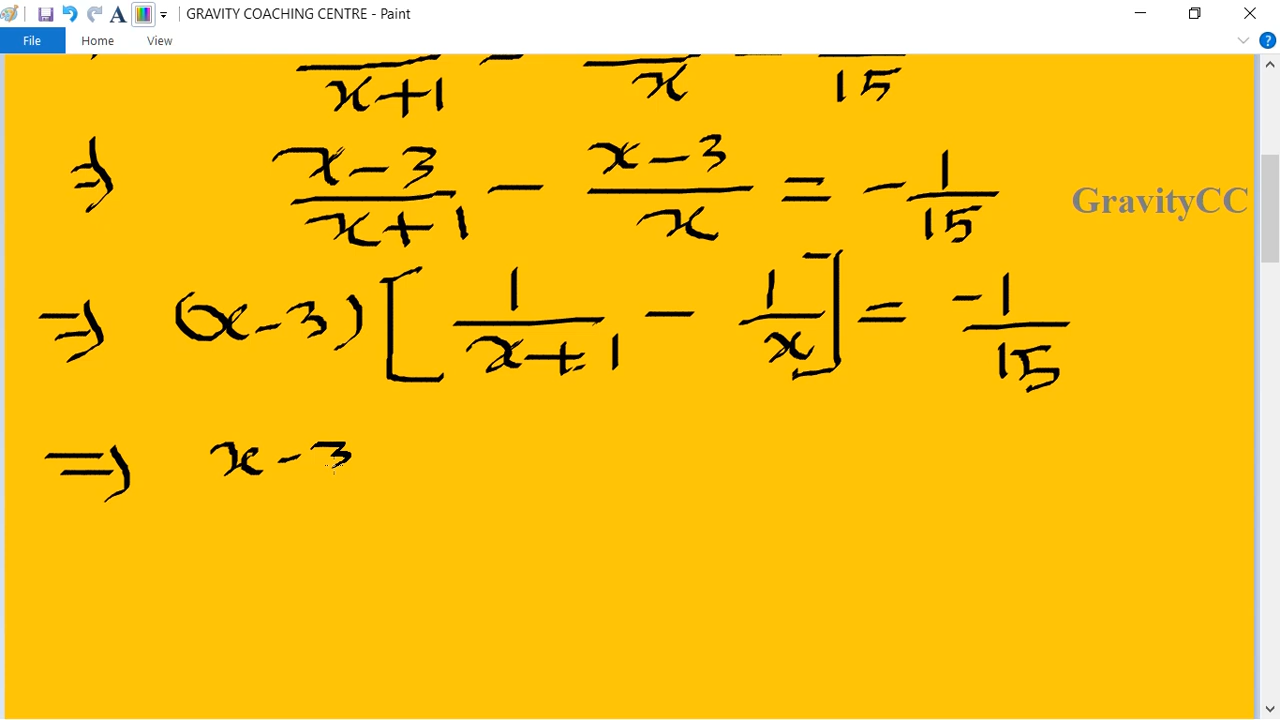 GRAVITY COACHING CENTRE - Paint
File Home View
x+1 - x 15
=> x-3/x+1 - x-3/x = -1/15
GravityCC
=> (x-3) [1/x+1 - 1/x] = -1/15
=> x-3